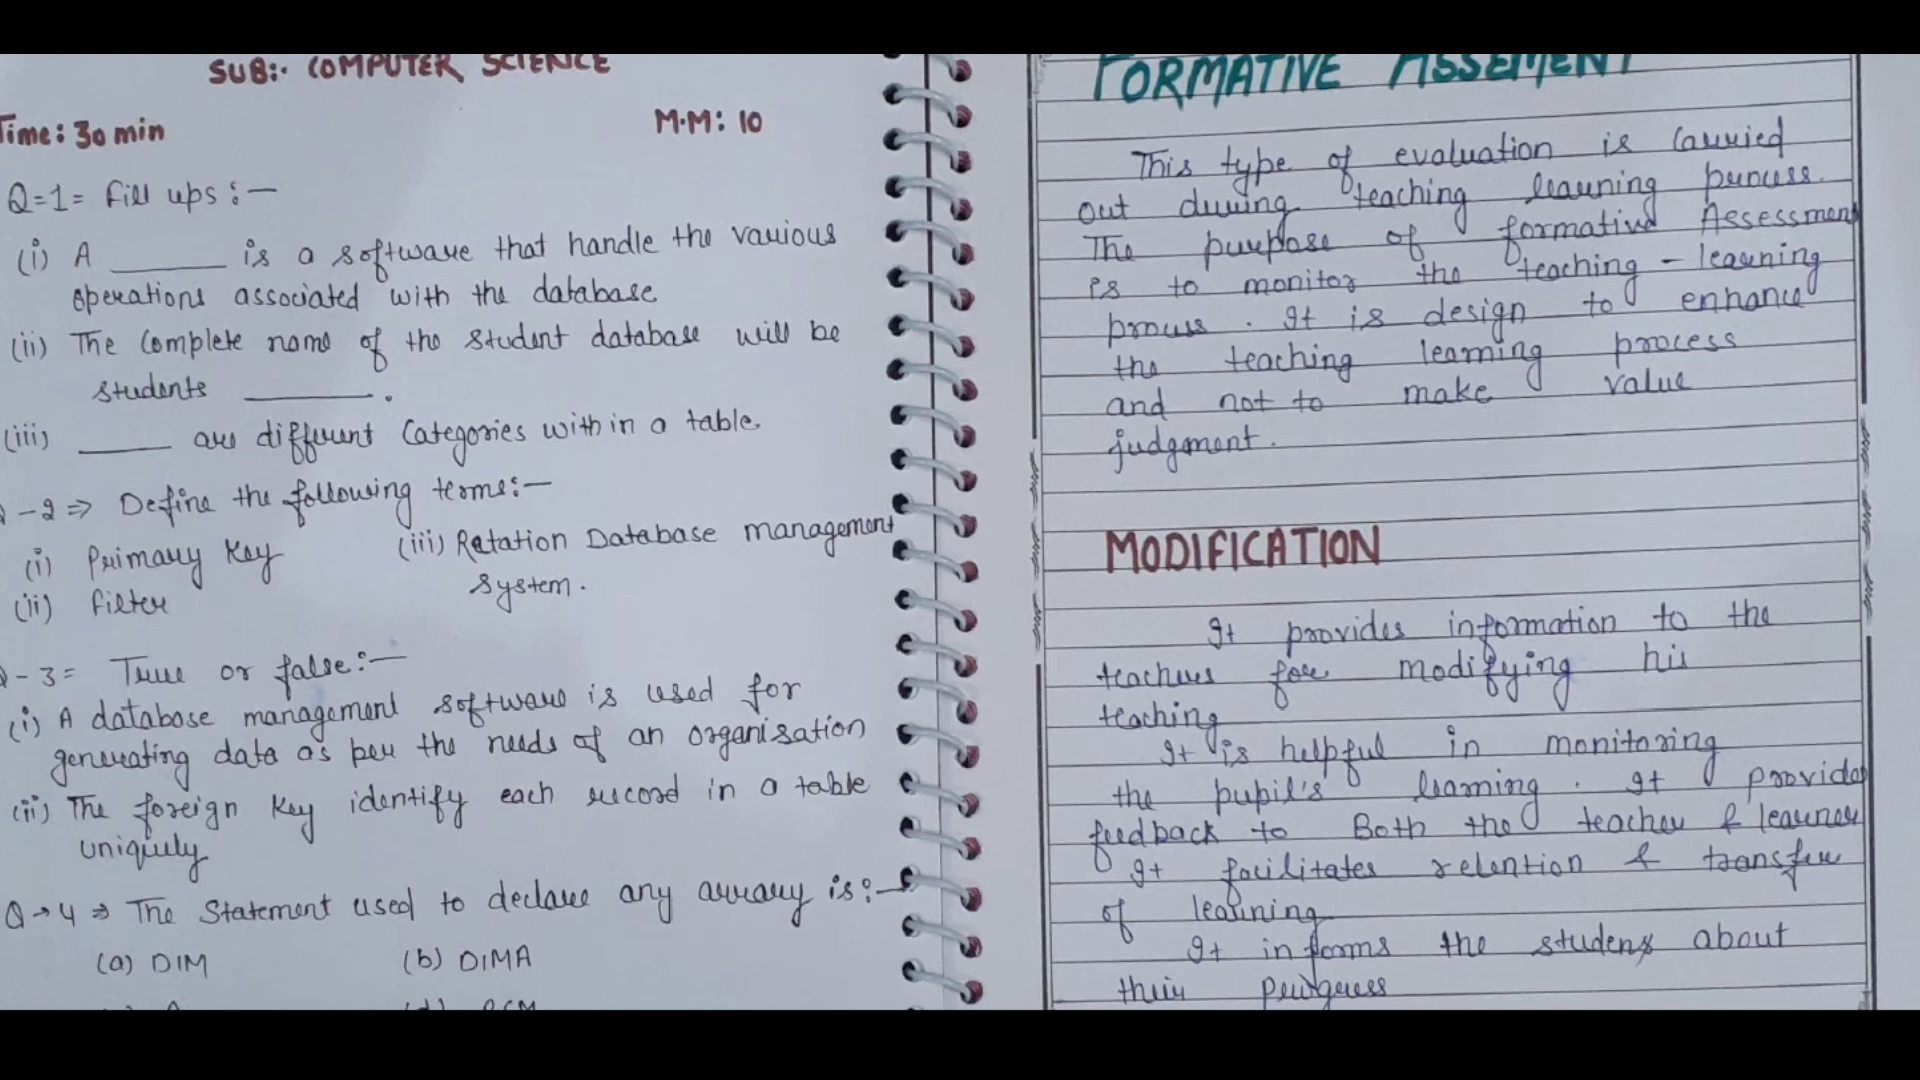 SUB:- COMPUTER SCIENCE
Time: 30 min
M.M: 10
Q=1= Fill ups:-
(i) A ______ is a software that handle the various
operations associated with the database
(ii) The Complete name of the student database will be
students ______.
(iii) ______ are different Categories with in a table.
-2⇒ Define the following terms:-
(i) Primary Key
(iii) Retation Database management
system.
(ii) Filter
-3= True or false:-
(i) A database management software is used for
generating data as per the needs of an organisation
(ii) The foreign key identify each record in a table
uniquely
Q→4⇒ The Statement used to declare any array is:-
(a) DIM
(b) DIMA
FORMATIVE ASSEMENT
This type of evaluation is Carried
out during teaching learning process.
The purpose of formative Assessment
is to monitor the teaching - learning
process. It is design to enhance
the teaching learning process
and not to make value
judgment.
MODIFICATION
It provides information to the
teachers for modifying his
teaching
It is helpful in monitoring
the pupil's learning. It provides
feedback to Both the teacher & learner
It facilitates retention & transfer
of learning
It informs the students about
their progress